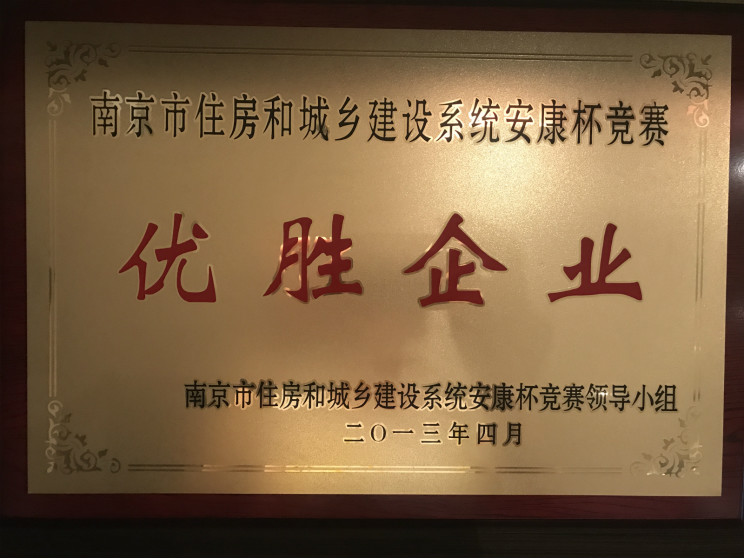 南京市住房和城乡建设系统安康杯竞赛
优胜企业
南京市住房和城乡建设系统安康杯竞赛领导小组
二〇一三年四月